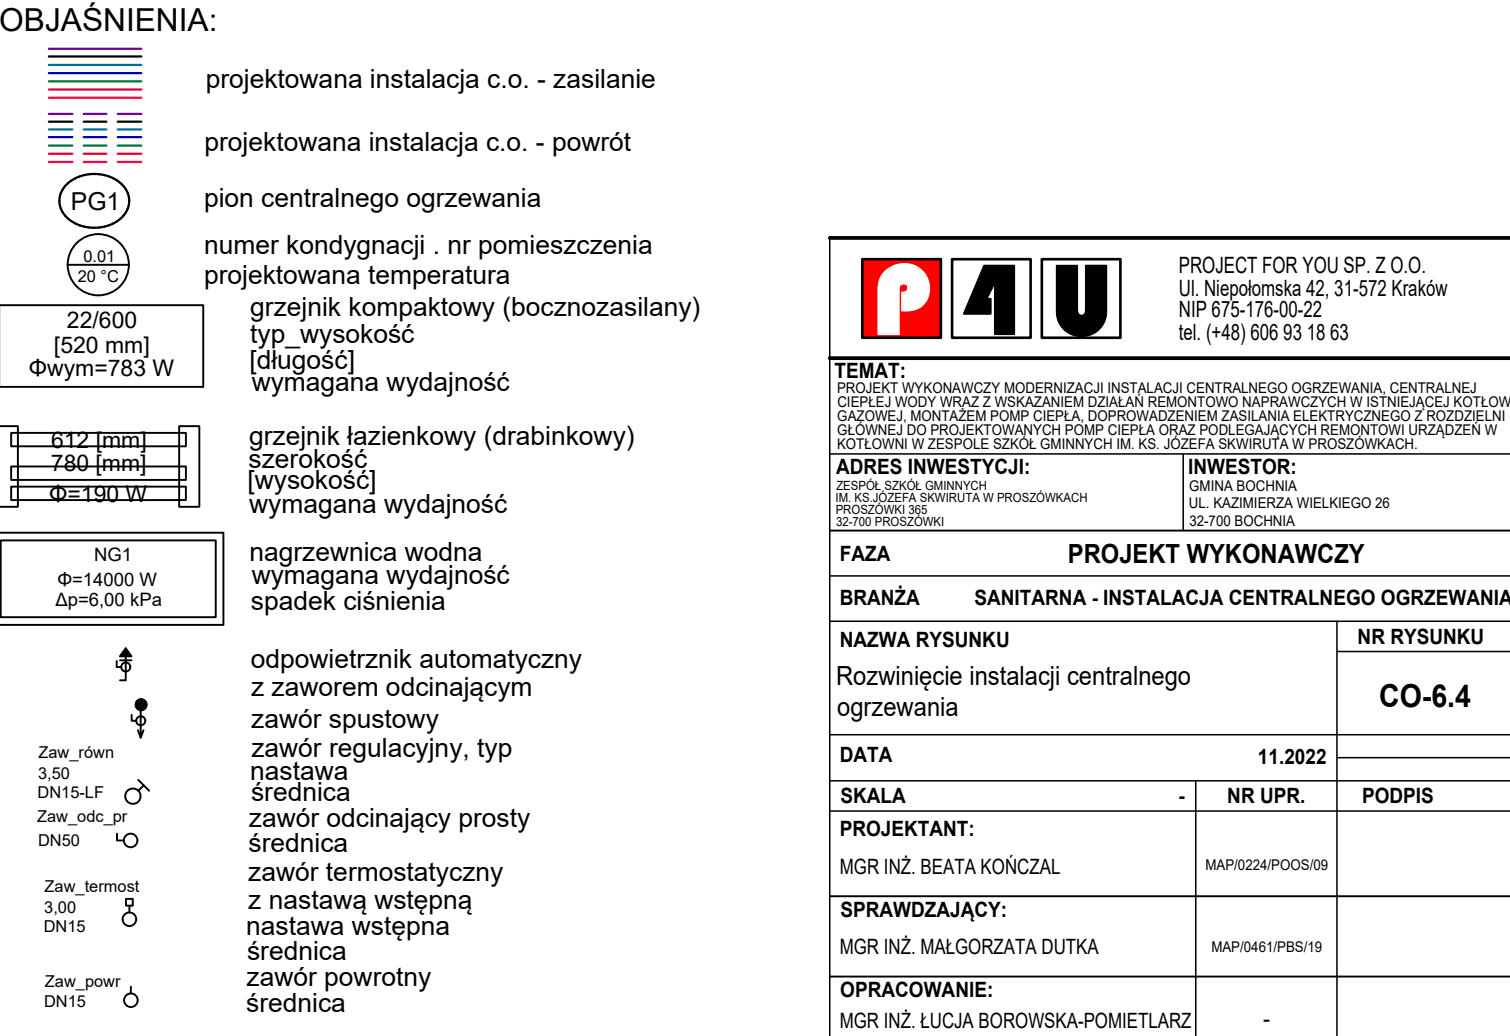 OBJAŚNIENIA:
projektowana instalacja c.o. - zasilanie
projektowana instalacja c.o. - powrót
PG1
pion centralnego ogrzewania
0.01
20 °C
numer kondygnacji . nr pomieszczenia
projektowana temperatura
22/600
[520 mm]
Φwym=783 W
grzejnik kompaktowy (bocznozasilany)
typ_wysokość
[długość]
wymagana wydajność
612 [mm]
780 [mm]
Φ=190 W
grzejnik łazienkowy (drabinkowy)
szerokość
[wysokość]
wymagana wydajność
NG1
Φ=14000 W
Δp=6,00 kPa
nagrzewnica wodna
wymagana wydajność
spadek ciśnienia
odpowietrznik automatyczny
z zaworem odcinającym
zawór spustowy
Zaw_równ
3,50
DN15-LF
zawór regulacyjny, typ
nastawa
średnica
Zaw_odc_pr
DN50
zawór odcinający prosty
średnica
Zaw_termost
3,00
DN15
zawór termostatyczny
z nastawą wstępną
nastawa wstępna
średnica
Zaw_powr
DN15
zawór powrotny
średnica
P4U
PROJECT FOR YOU SP. Z O.O.
Ul. Niepołomska 42, 31-572 Kraków
NIP 675-176-00-22
tel. (+48) 606 93 18 63
TEMAT:
PROJEKT WYKONAWCZY MODERNIZACJI INSTALACJI CENTRALNEGO OGRZEWANIA, CENTRALNEJ
CIEPŁEJ WODY WRAZ Z WSKAZANIEM DZIAŁAŃ REMONTOWO NAPRAWCZYCH W ISTNIEJĄCEJ KOTŁOW
GAZOWEJ, MONTAŻEM POMP CIEPŁA, DOPROWADZENIEM ZASILANIA ELEKTRYCZNEGO Z ROZDZIELNI
GŁÓWNEJ DO PROJEKTOWANYCH POMP CIEPŁA ORAZ PODLEGAJĄCYCH REMONTOWI URZĄDZEŃ W
KOTŁOWNI W ZESPOLE SZKÓŁ GMINNYCH IM. KS. JÓZEFA SKWIRUTA W PROSZÓWKACH.
ADRES INWESTYCJI:
ZESPÓŁ SZKÓŁ GMINNYCH
IM. KS.JÓZEFA SKWIRUTA W PROSZÓWKACH
PROSZÓWKI 365
32-700 PROSZÓWKI
INWESTOR:
GMINA BOCHNIA
UL. KAZIMIERZA WIELKIEGO 26
32-700 BOCHNIA
FAZA PROJEKT WYKONAWCZY
BRANŻA SANITARNA - INSTALACJA CENTRALNEGO OGRZEWANIA
NAZWA RYSUNKU
Rozwinięcie instalacji centralnego
ogrzewania
NR RYSUNKU
CO-6.4
DATA 11.2022
SKALA - NR UPR. PODPIS
PROJEKTANT:
MGR INŻ. BEATA KOŃCZAL MAP/0224/POOS/09
SPRAWDZAJĄCY:
MGR INŻ. MAŁGORZATA DUTKA MAP/0461/PBS/19
OPRACOWANIE:
MGR INŻ. ŁUCJA BOROWSKA-POMIETLARZ -